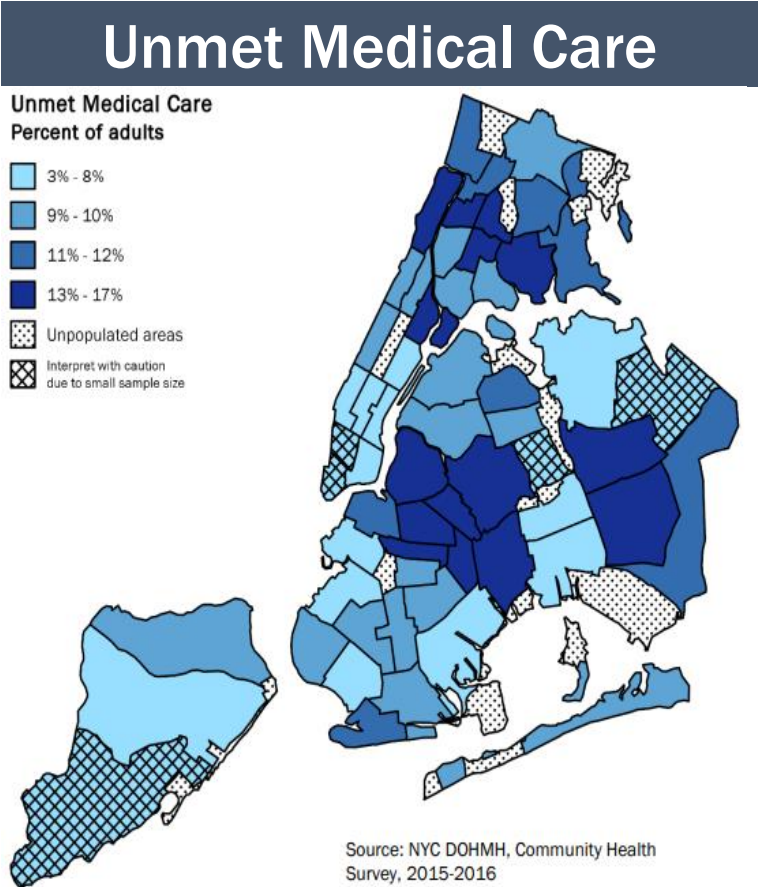 Unmet Medical Care
Unmet Medical Care
Percent of adults
3% - 8%
9% - 10%
11% - 12%
13% - 17%
Unpopulated areas
Interpret with caution
due to small sample size
Source: NYC DOHMH, Community Health
Survey, 2015-2016